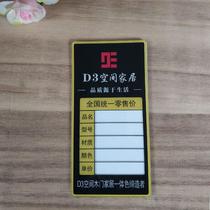 D3空间家居
品质源于生活
全国统一零售价
品名
型号
材质
颜色
单价
D3空间木门家居一体色缔造者